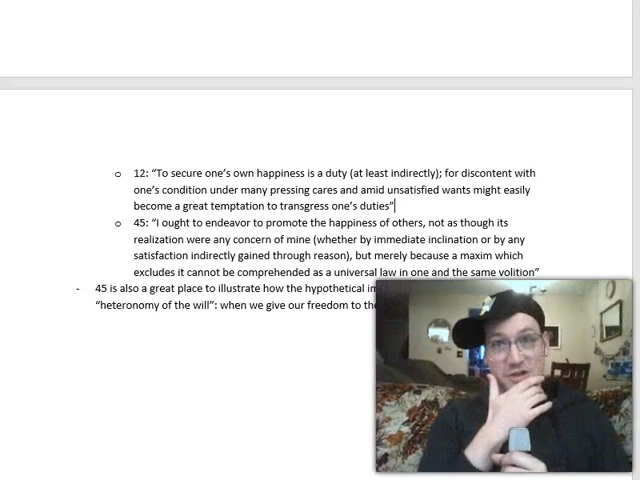 o 12: “To secure one’s own happiness is a duty (at least indirectly); for discontent with
one’s condition under many pressing cares and amid unsatisfied wants might easily
become a great temptation to transgress one’s duties”
o 45: “I ought to endeavor to promote the happiness of others, not as though its
realization were any concern of mine (whether by immediate inclination or by any
satisfaction indirectly gained through reason), but merely because a maxim which
excludes it cannot be comprehended as a universal law in one and the same volition”
- 45 is also a great place to illustrate how the hypothetical
“heteronomy of the will”: when we give our freedom to